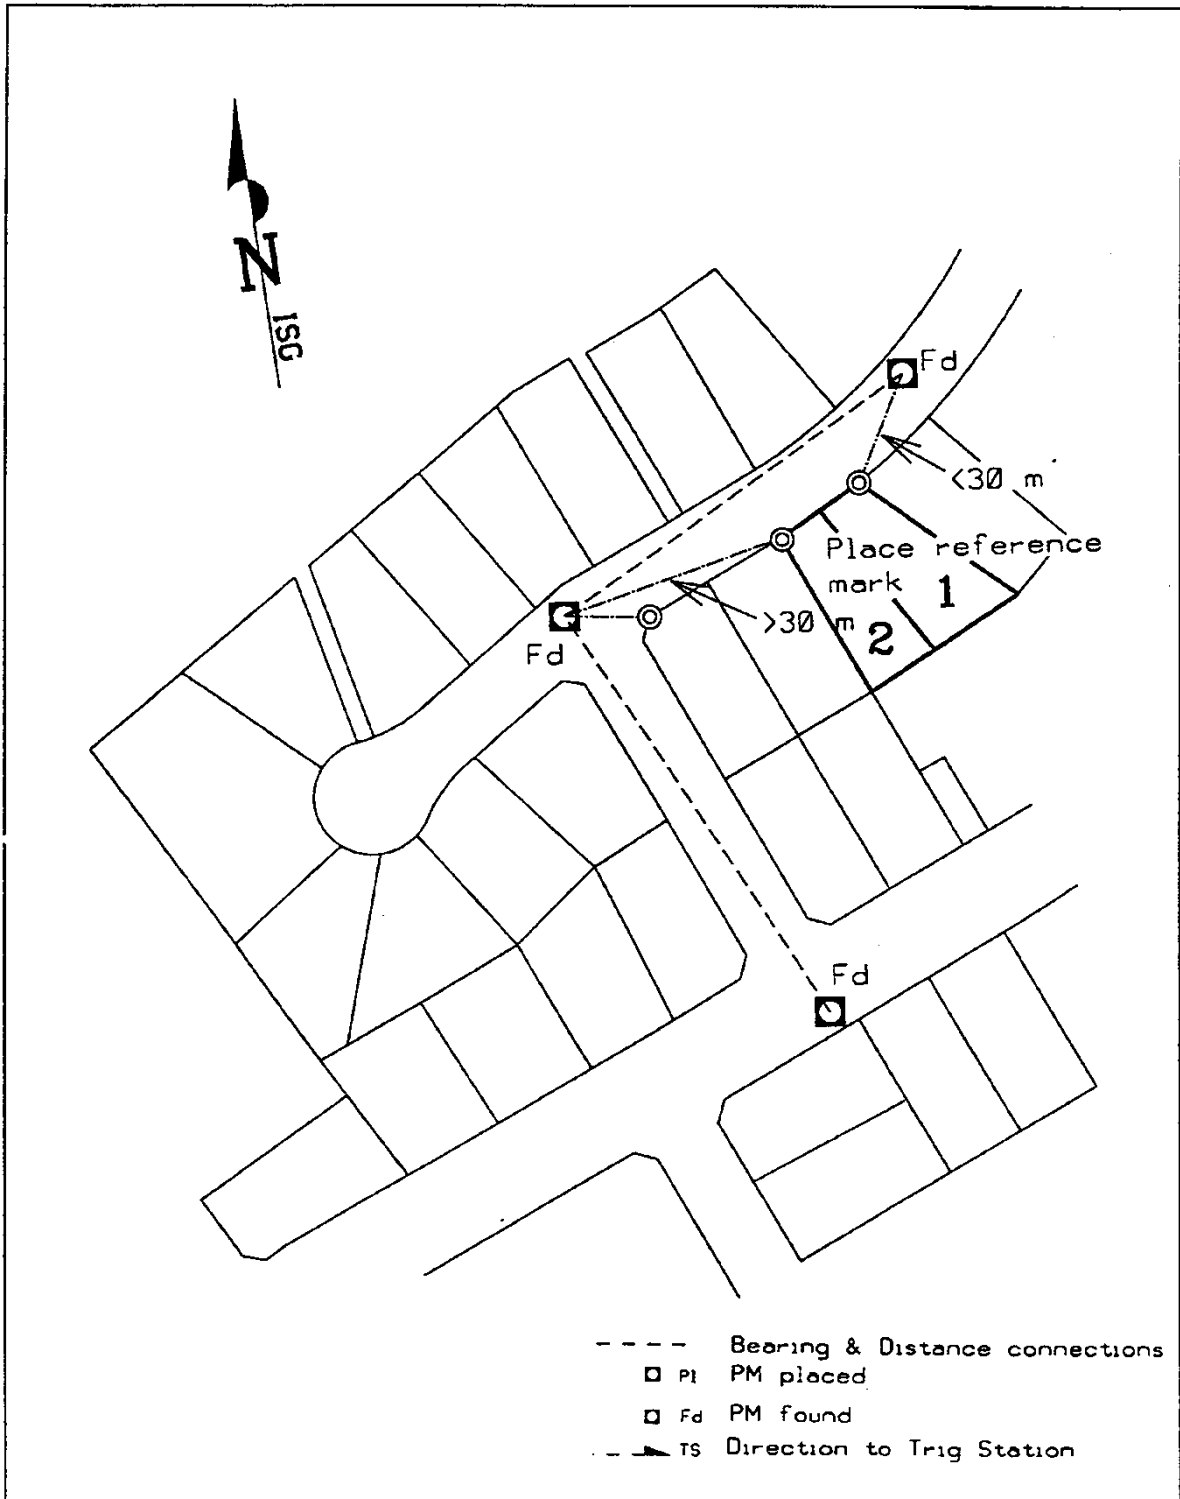 N
ISG
Fd
<30 m
Place reference
mark
1
>30 m
2
Fd
Fd
Bearing & Distance connections
Pl PM placed
Fd PM found
TS Direction to Trig Station